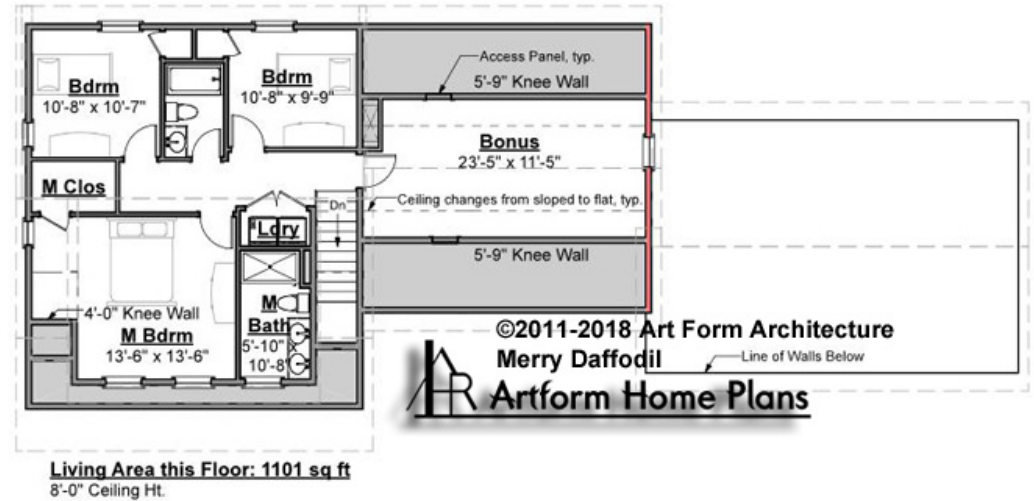 Access Panel, typ.
5'-9" Knee Wall
Bdrm
10'-8" x 10'-7"
Bdrm
10'-8" x 9'-9"
Bonus
23'-5" x 11'-5"
M Clos
Ceiling changes from sloped to flat, typ.
Dn
Ldry
5'-9" Knee Wall
4'-0" Knee Wall
M Bdrm
13'-6" x 13'-6"
M
Bath
5'-10" x
10'-8"
©2011-2018 Art Form Architecture
Merry Daffodil
Line of Walls Below
Artform Home Plans
Living Area this Floor: 1101 sq ft
8'-0" Ceiling Ht.